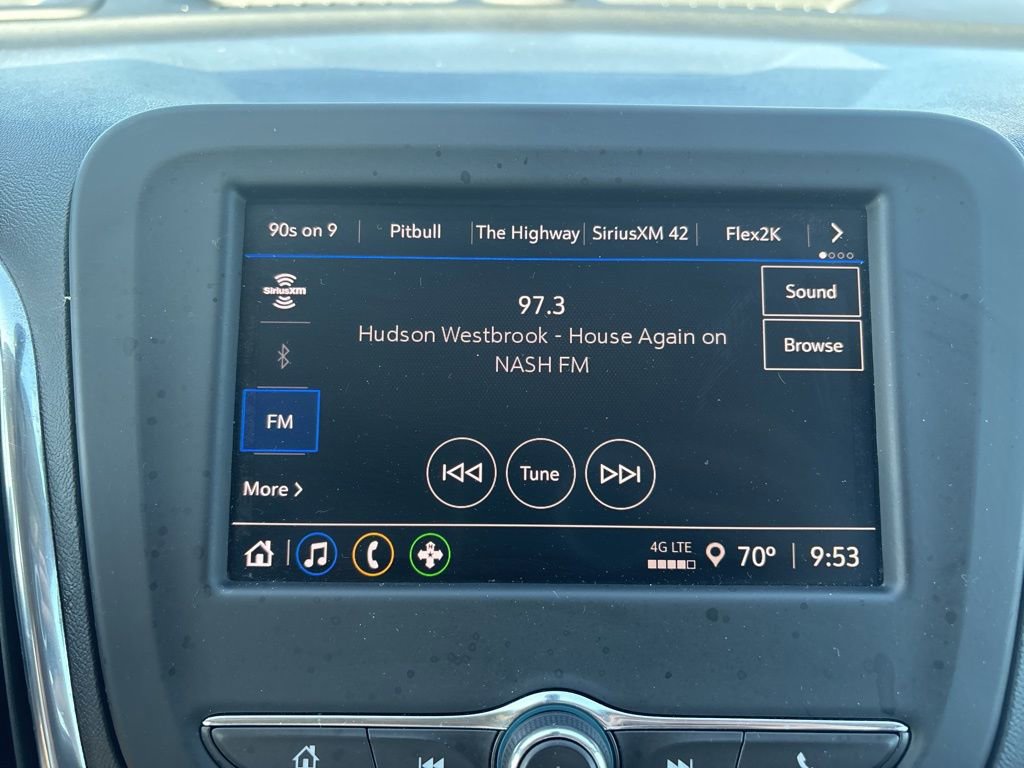 90s on 9 Pitbull The Highway SiriusXM 42 Flex2K
SiriusXM
Sound
97.3
Hudson Westbrook - House Again on
NASH FM
Browse
FM
Tune
More
4G LTE 70° 9:53